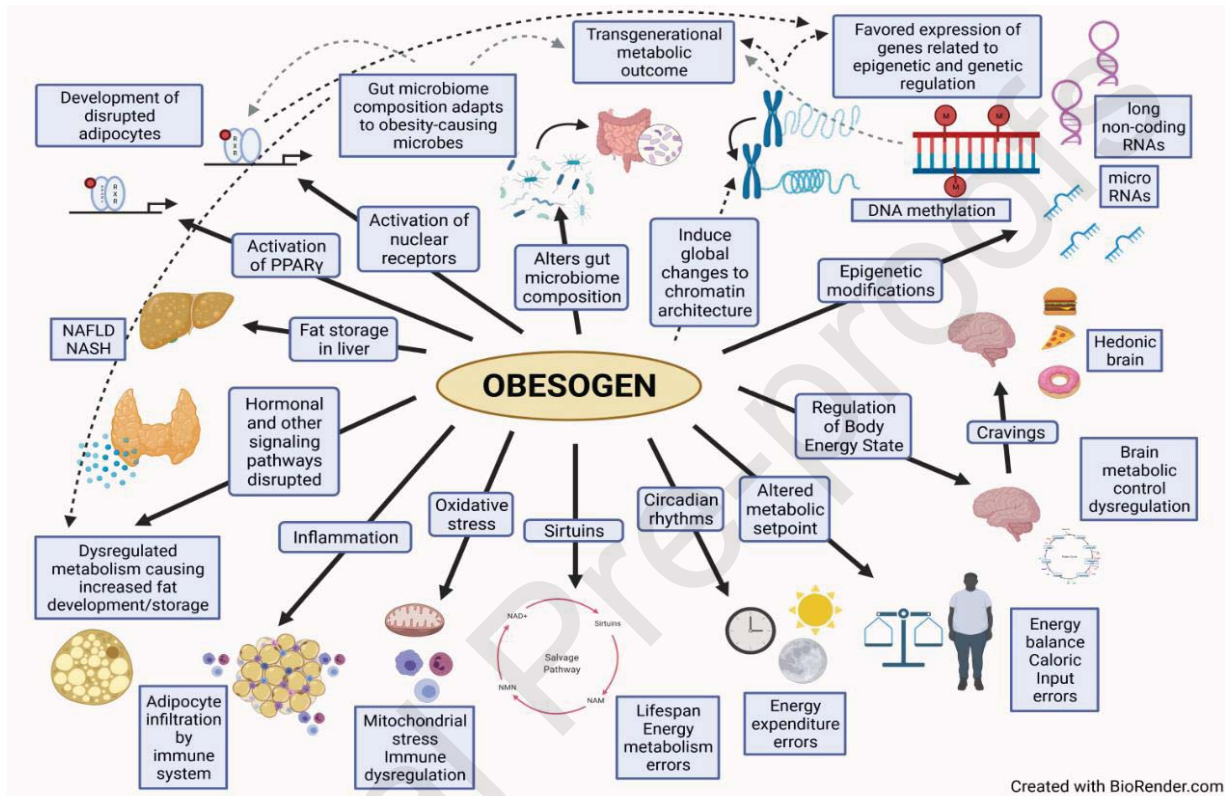 Transgenerational
metabolic
outcome
Favored expression of
genes related to
epigenetic and genetic
regulation
Development of
disrupted
adipocytes
Gut microbiome
composition adapts
to obesity-causing
microbes
long
non-coding
RNAs
micro
RNAs
M
M
M
DNA methylation
RXR
RXR
Activation
of PPARγ
Activation of
nuclear
receptors
Alters gut
microbiome
composition
Induce
global
changes to
chromatin
architecture
Epigenetic
modifications
NAFLD
NASH
Fat storage
in liver
Hedonic
brain
OBESOGEN
Hormonal
and other
signaling
pathways
disrupted
Regulation
of Body
Energy State
Cravings
Brain
metabolic
control
dysregulation
Inflammation
Oxidative
stress
Sirtuins
Circadian
rhythms
Altered
metabolic
setpoint
Dysregulated
metabolism causing
increased fat
development/storage
NAD+
Sirtuins
Salvage
Pathway
NMN
NAM
Energy
balance
Caloric
Input
errors
Adipocyte
infiltration
by
immune
system
Mitochondrial
stress
Immune
dysregulation
Lifespan
Energy
metabolism
errors
Energy
expenditure
errors
Created with BioRender.com
Pre-proofs